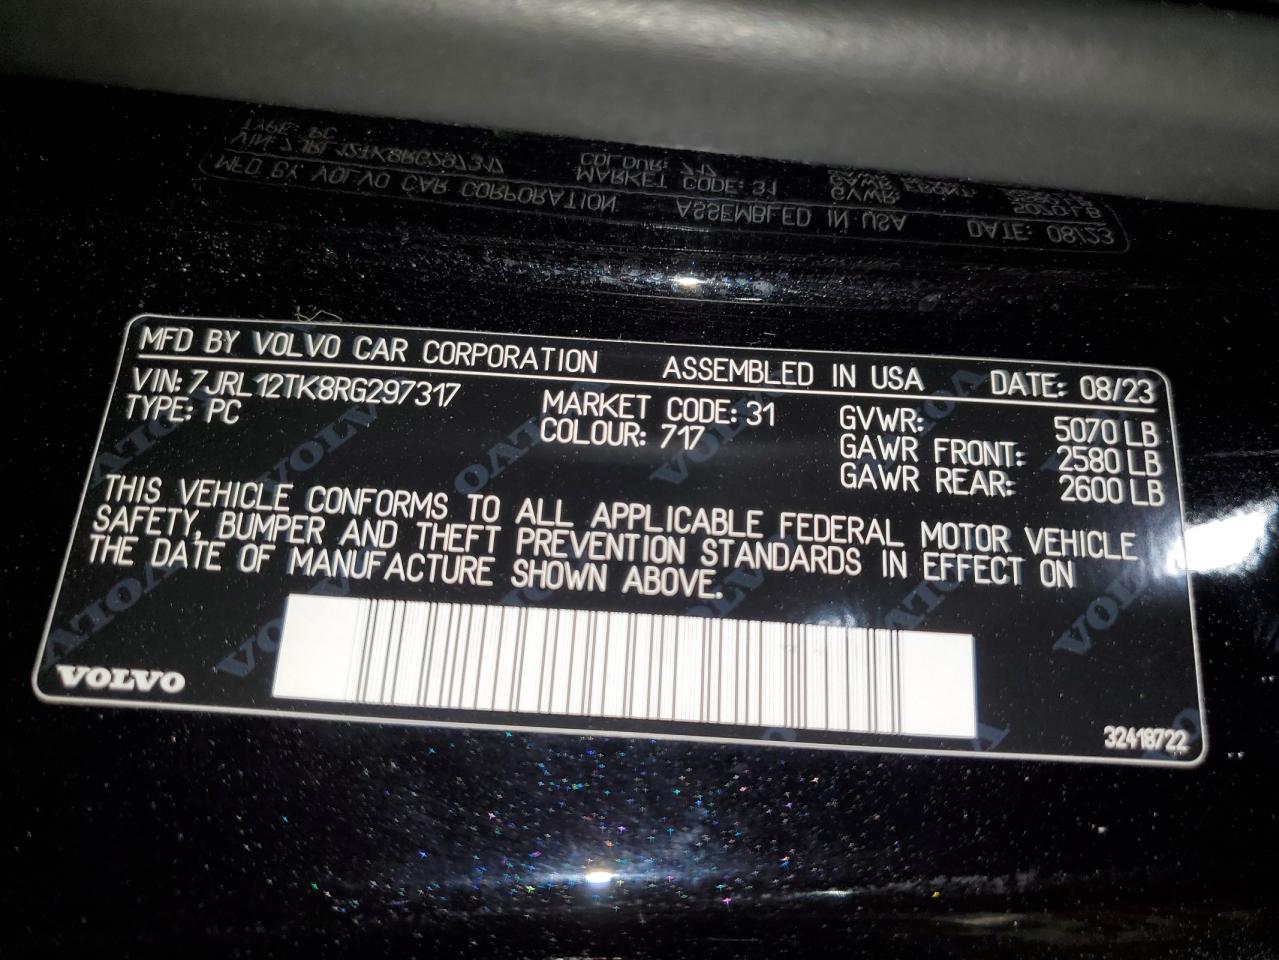 MFD BY VOLVO CAR CORPORATION ASSEMBLED IN USA DATE: 08/23
VIN: 7JRL12TK8RG297317 MARKET CODE: 31 GVWR: 5070 LB
TYPE: PC COLOUR: 717 GAWR FRONT: 2580 LB
GAWR REAR: 2600 LB
THIS VEHICLE CONFORMS TO ALL APPLICABLE FEDERAL MOTOR VEHICLE
SAFETY, BUMPER AND THEFT PREVENTION STANDARDS IN EFFECT ON
THE DATE OF MANUFACTURE SHOWN ABOVE.
VOLVO
32418722